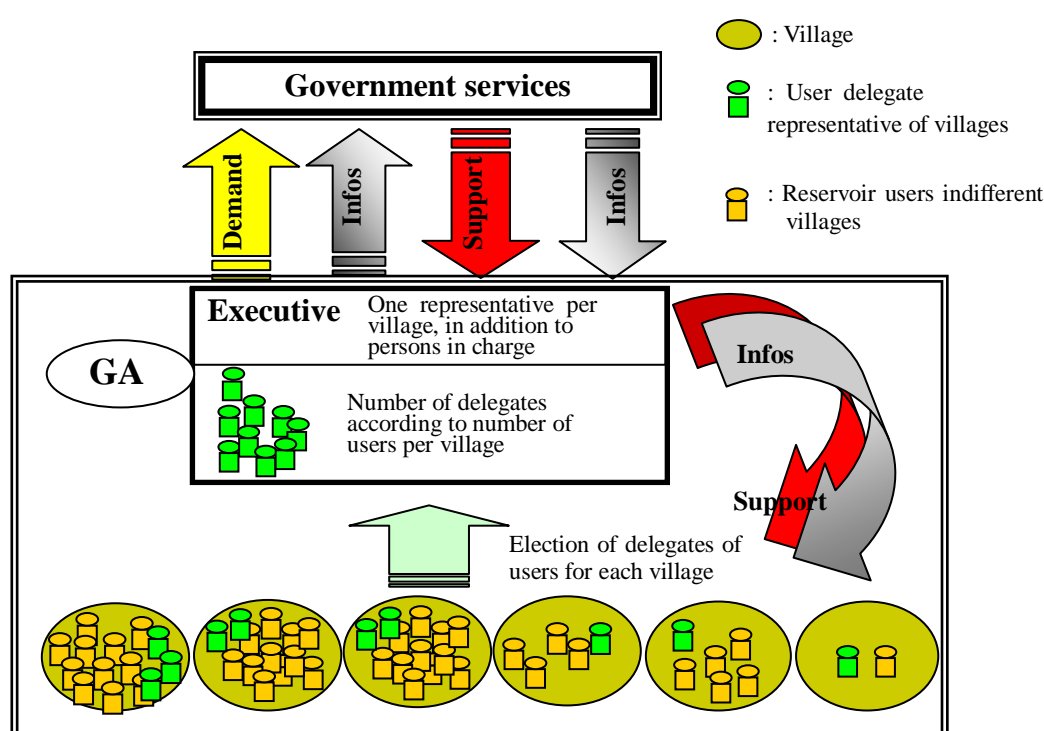 Government services
: Village
: User delegate
representative of villages
: Reservoir users indifferent
villages
Demand
Infos
Support
Infos
Executive
One representative per
village, in addition to
persons in charge
GA
Number of delegates
according to number of
users per village
Infos
Support
Election of delegates of
users for each village